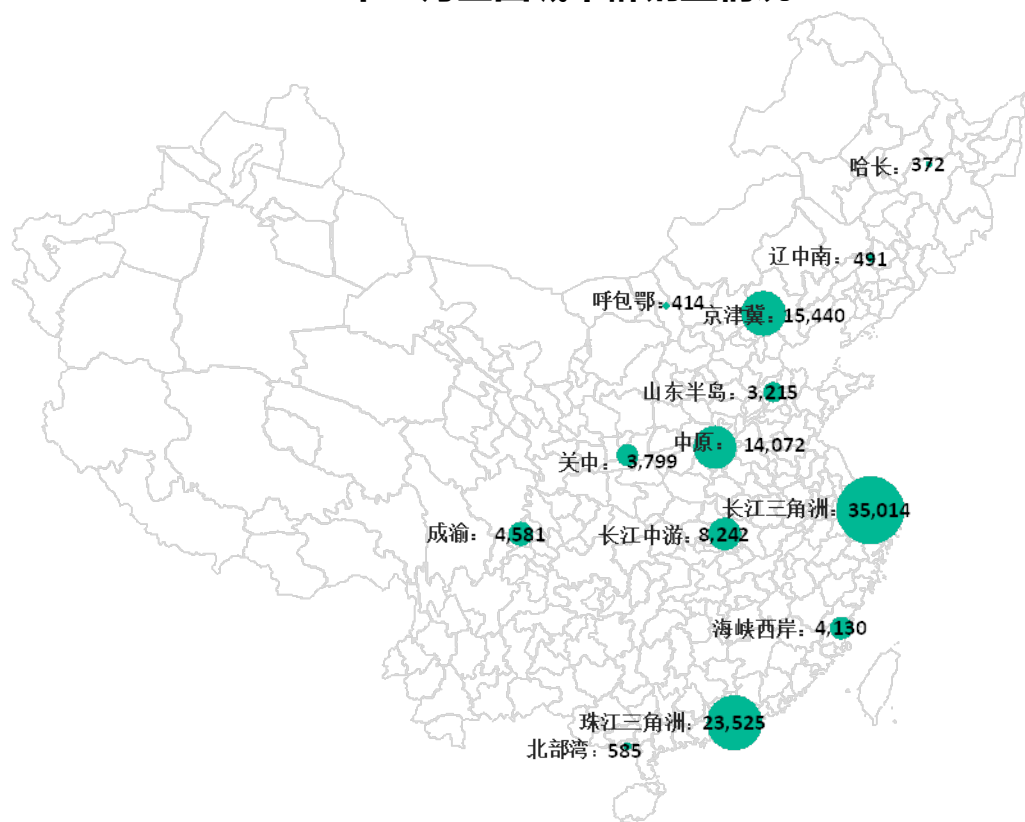 哈长：372
辽中南：491
呼包鄂：414
京津冀：15,440
山东半岛：3,215
中原：14,072
关中：3,799
长江三角洲：35,014
成渝：4,581
长江中游：8,242
海峡西岸：4,130
珠江三角洲：23,525
北部湾：585